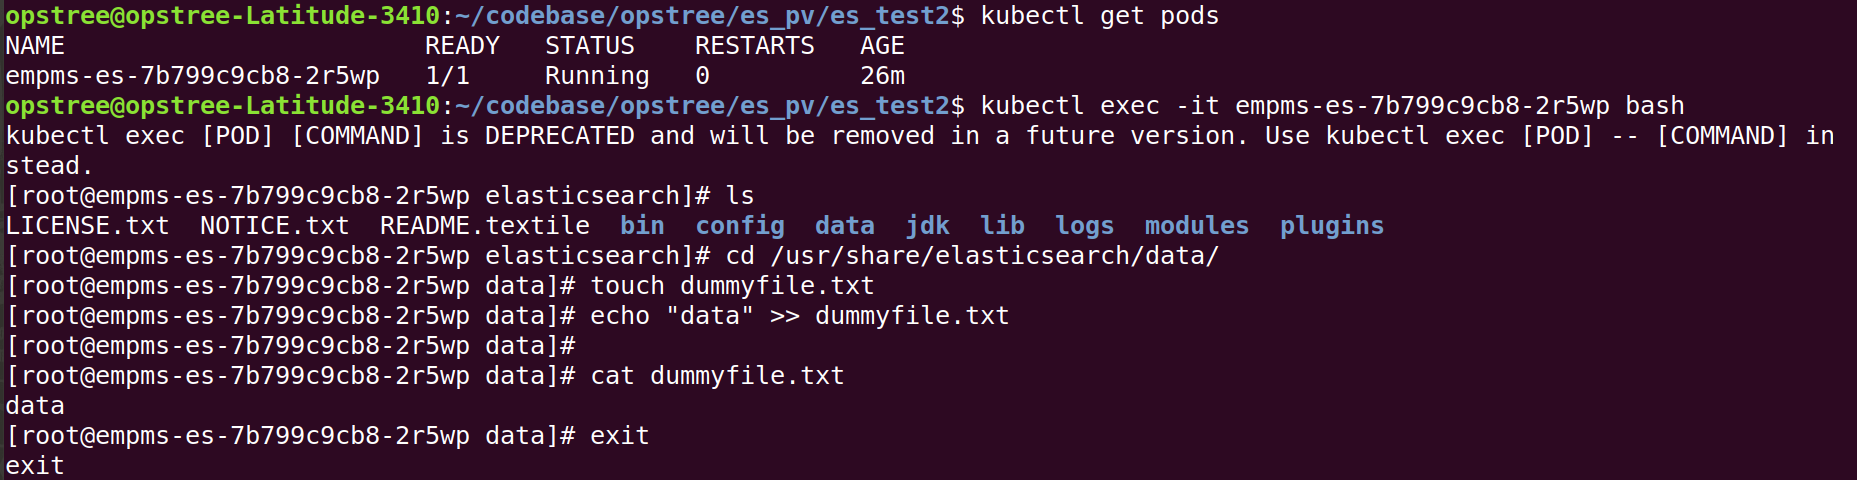 opstree@opstree-Latitude-3410:~/codebase/opstree/es_pv/es_test2$ kubectl get pods
NAME                        READY   STATUS    RESTARTS   AGE
empms-es-7b799c9cb8-2r5wp   1/1     Running   0          26m
opstree@opstree-Latitude-3410:~/codebase/opstree/es_pv/es_test2$ kubectl exec -it empms-es-7b799c9cb8-2r5wp bash
kubectl exec [POD] [COMMAND] is DEPRECATED and will be removed in a future version. Use kubectl exec [POD] -- [COMMAND] in
stead.
[root@empms-es-7b799c9cb8-2r5wp elasticsearch]# ls
LICENSE.txt  NOTICE.txt  README.textile  bin  config  data  jdk  lib  logs  modules  plugins
[root@empms-es-7b799c9cb8-2r5wp elasticsearch]# cd /usr/share/elasticsearch/data/
[root@empms-es-7b799c9cb8-2r5wp data]# touch dummyfile.txt
[root@empms-es-7b799c9cb8-2r5wp data]# echo "data" >> dummyfile.txt
[root@empms-es-7b799c9cb8-2r5wp data]#
[root@empms-es-7b799c9cb8-2r5wp data]# cat dummyfile.txt
data
[root@empms-es-7b799c9cb8-2r5wp data]# exit
exit